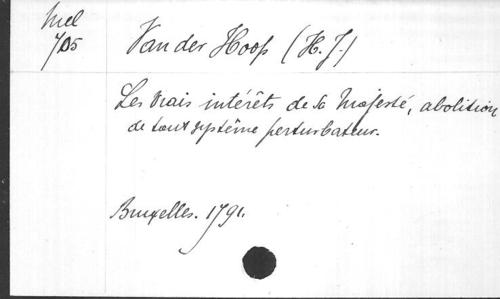 Mel
705
Van der Hoop (H. J.)
Les vrais intérêts de Sa Majesté, abolition
de tout système perturbateur.
Bruxelles. 1791.